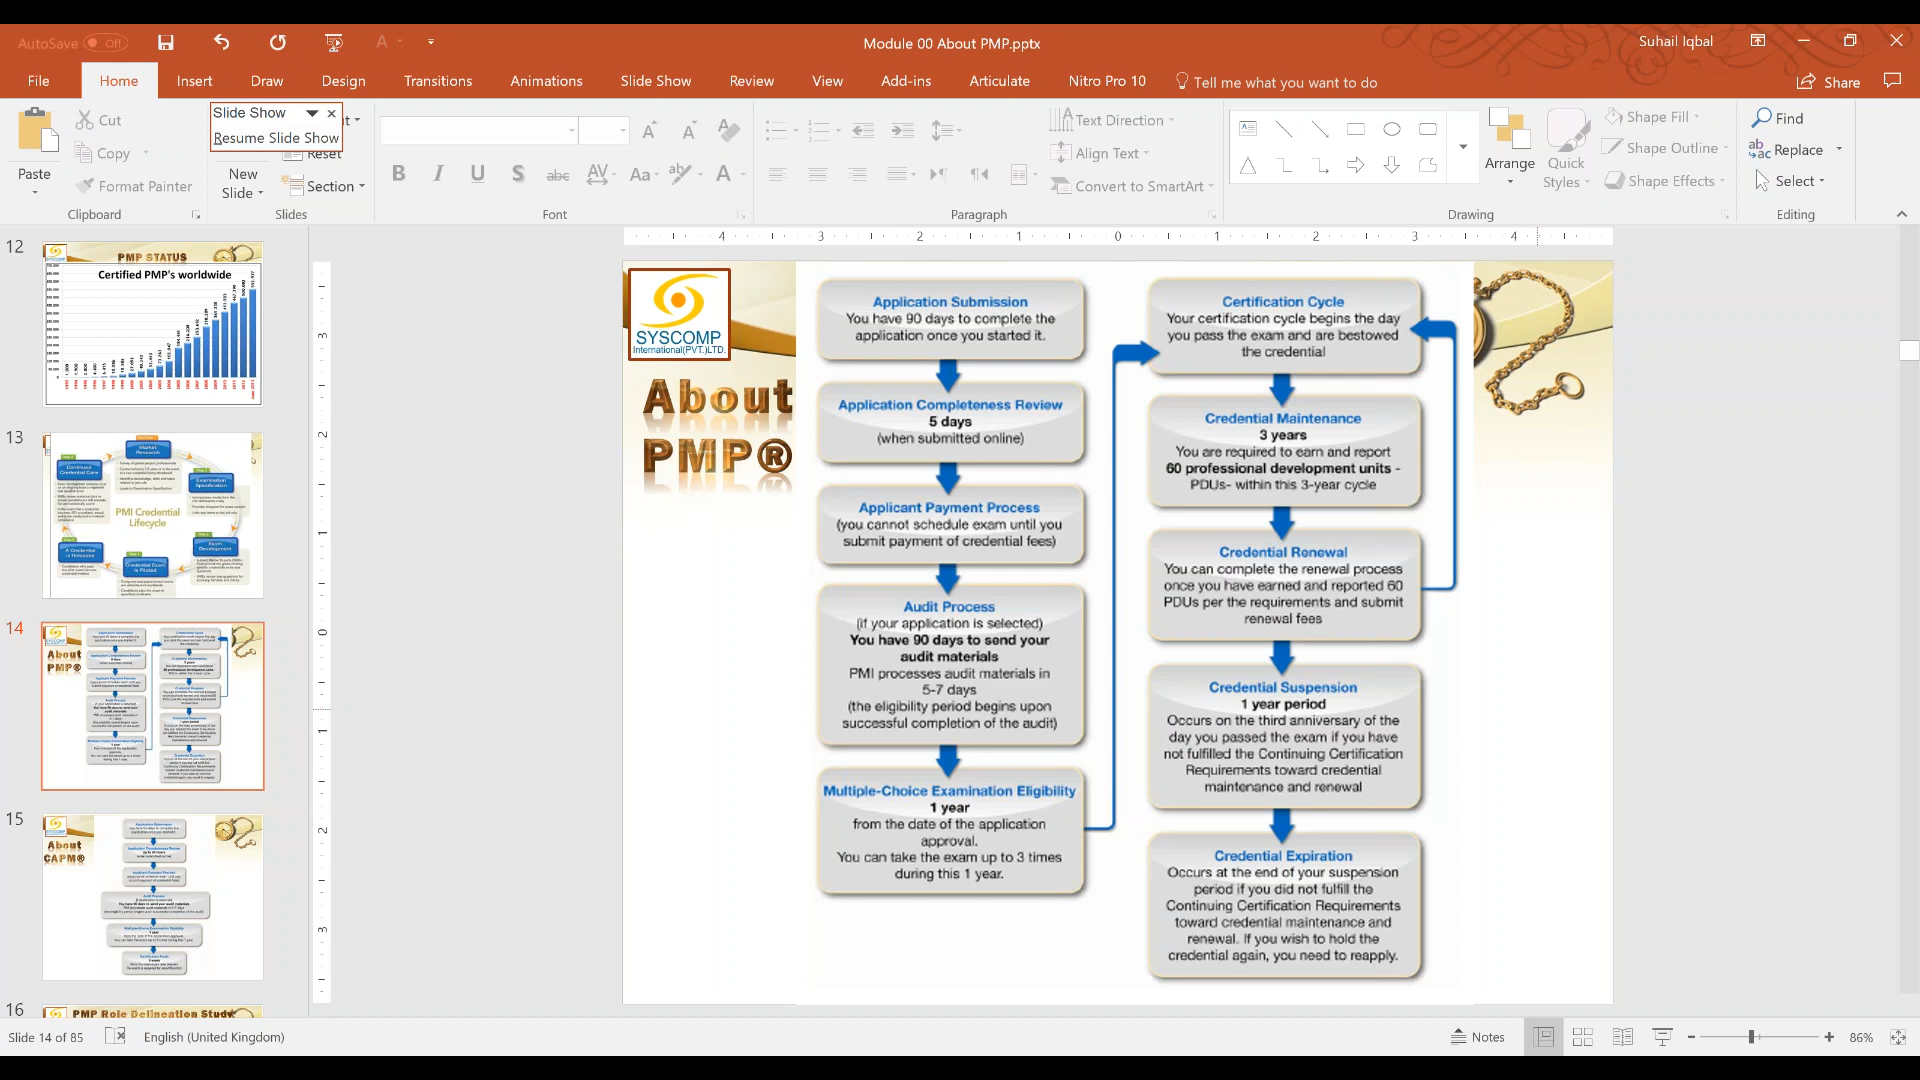 AutoSave Off
Module 00 About PMP.pptx
Suhail Iqbal
File Home Insert Draw Design Transitions Animations Slide Show Review View Add-ins Articulate Nitro Pro 10 Tell me what you want to do Share
Paste
Cut
Copy
Format Painter
Clipboard
Slide Show
Resume Slide Show
New
Slide
Reset
Section
Slides
Font
Text Direction
Align Text
Convert to SmartArt
Paragraph
Arrange
Quick
Styles
Shape Fill
Shape Outline
Shape Effects
Drawing
Find
Replace
Select
Editing
12
PMP STATUS
Certified PMP's worldwide
13
PMI Credential
Lifecycle
14
About
PMP®
15
About
CAPM®
16
PMP Role Delineation Study
SYSCOMP
International(PVT.)LTD.
About
PMP®
Application Submission
You have 90 days to complete the
application once you started it.
Application Completeness Review
5 days
(when submitted online)
Applicant Payment Process
(you cannot schedule exam until you
submit payment of credential fees)
Audit Process
(if your application is selected)
You have 90 days to send your
audit materials
PMI processes audit materials in
5-7 days
(the eligibility period begins upon
successful completion of the audit)
Multiple-Choice Examination Eligibility
1 year
from the date of the application
approval.
You can take the exam up to 3 times
during this 1 year.
Certification Cycle
Your certification cycle begins the day
you pass the exam and are bestowed
the credential
Credential Maintenance
3 years
You are required to earn and report
60 professional development units -
PDUs- within this 3-year cycle
Credential Renewal
You can complete the renewal process
once you have earned and reported 60
PDUs per the requirements and submit
renewal fees
Credential Suspension
1 year period
Occurs on the third anniversary of the
day you passed the exam if you have
not fulfilled the Continuing Certification
Requirements toward credential
maintenance and renewal
Credential Expiration
Occurs at the end of your suspension
period if you did not fulfill the
Continuing Certification Requirements
toward credential maintenance and
renewal. If you wish to hold the
credential again, you need to reapply.
Slide 14 of 85
English (United Kingdom)
Notes
86%